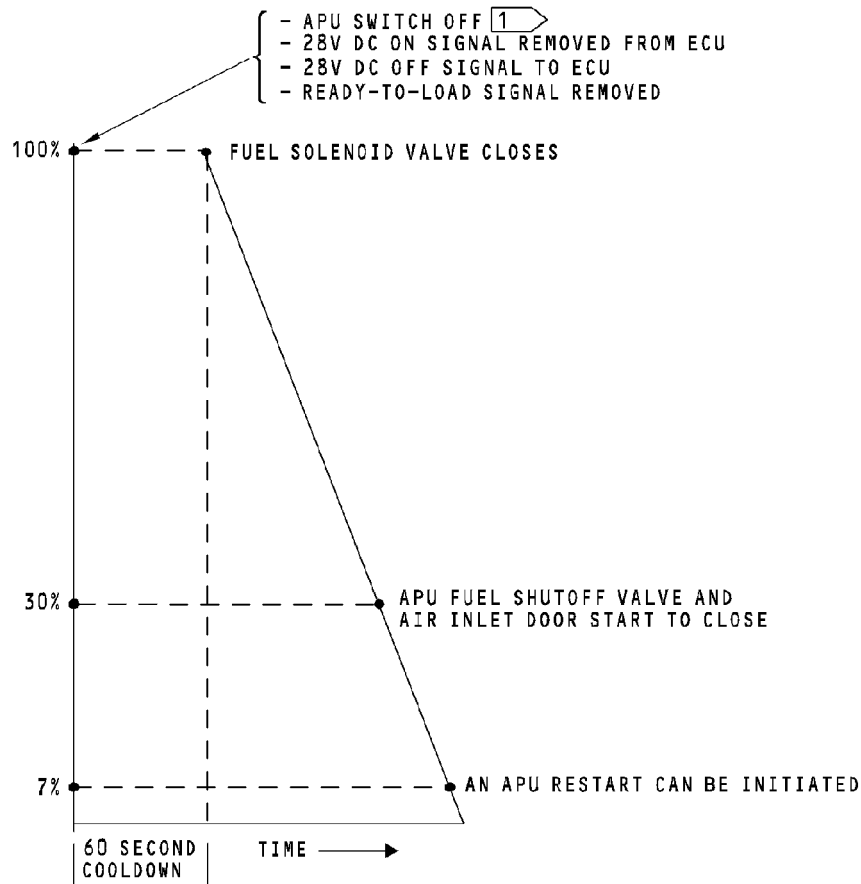 - APU SWITCH OFF 1
- 28V DC ON SIGNAL REMOVED FROM ECU
- 28V DC OFF SIGNAL TO ECU
- READY-TO-LOAD SIGNAL REMOVED
100%
FUEL SOLENOID VALVE CLOSES
30%
APU FUEL SHUTOFF VALVE AND
AIR INLET DOOR START TO CLOSE
7%
AN APU RESTART CAN BE INITIATED
60 SECOND
COOLDOWN
TIME